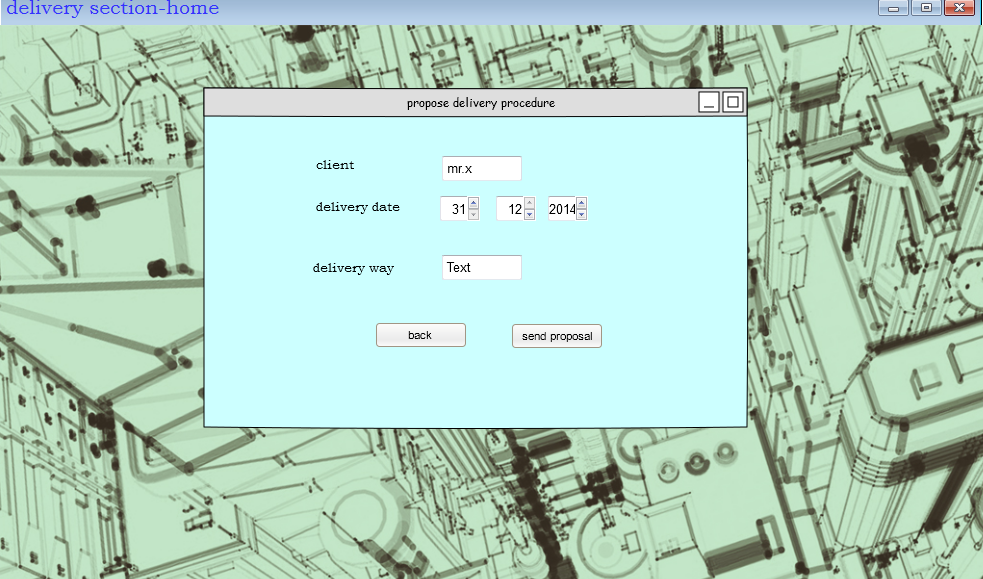 delivery section-home
propose delivery procedure
client mr.x
delivery date 31 12 2014
delivery way Text
back send proposal